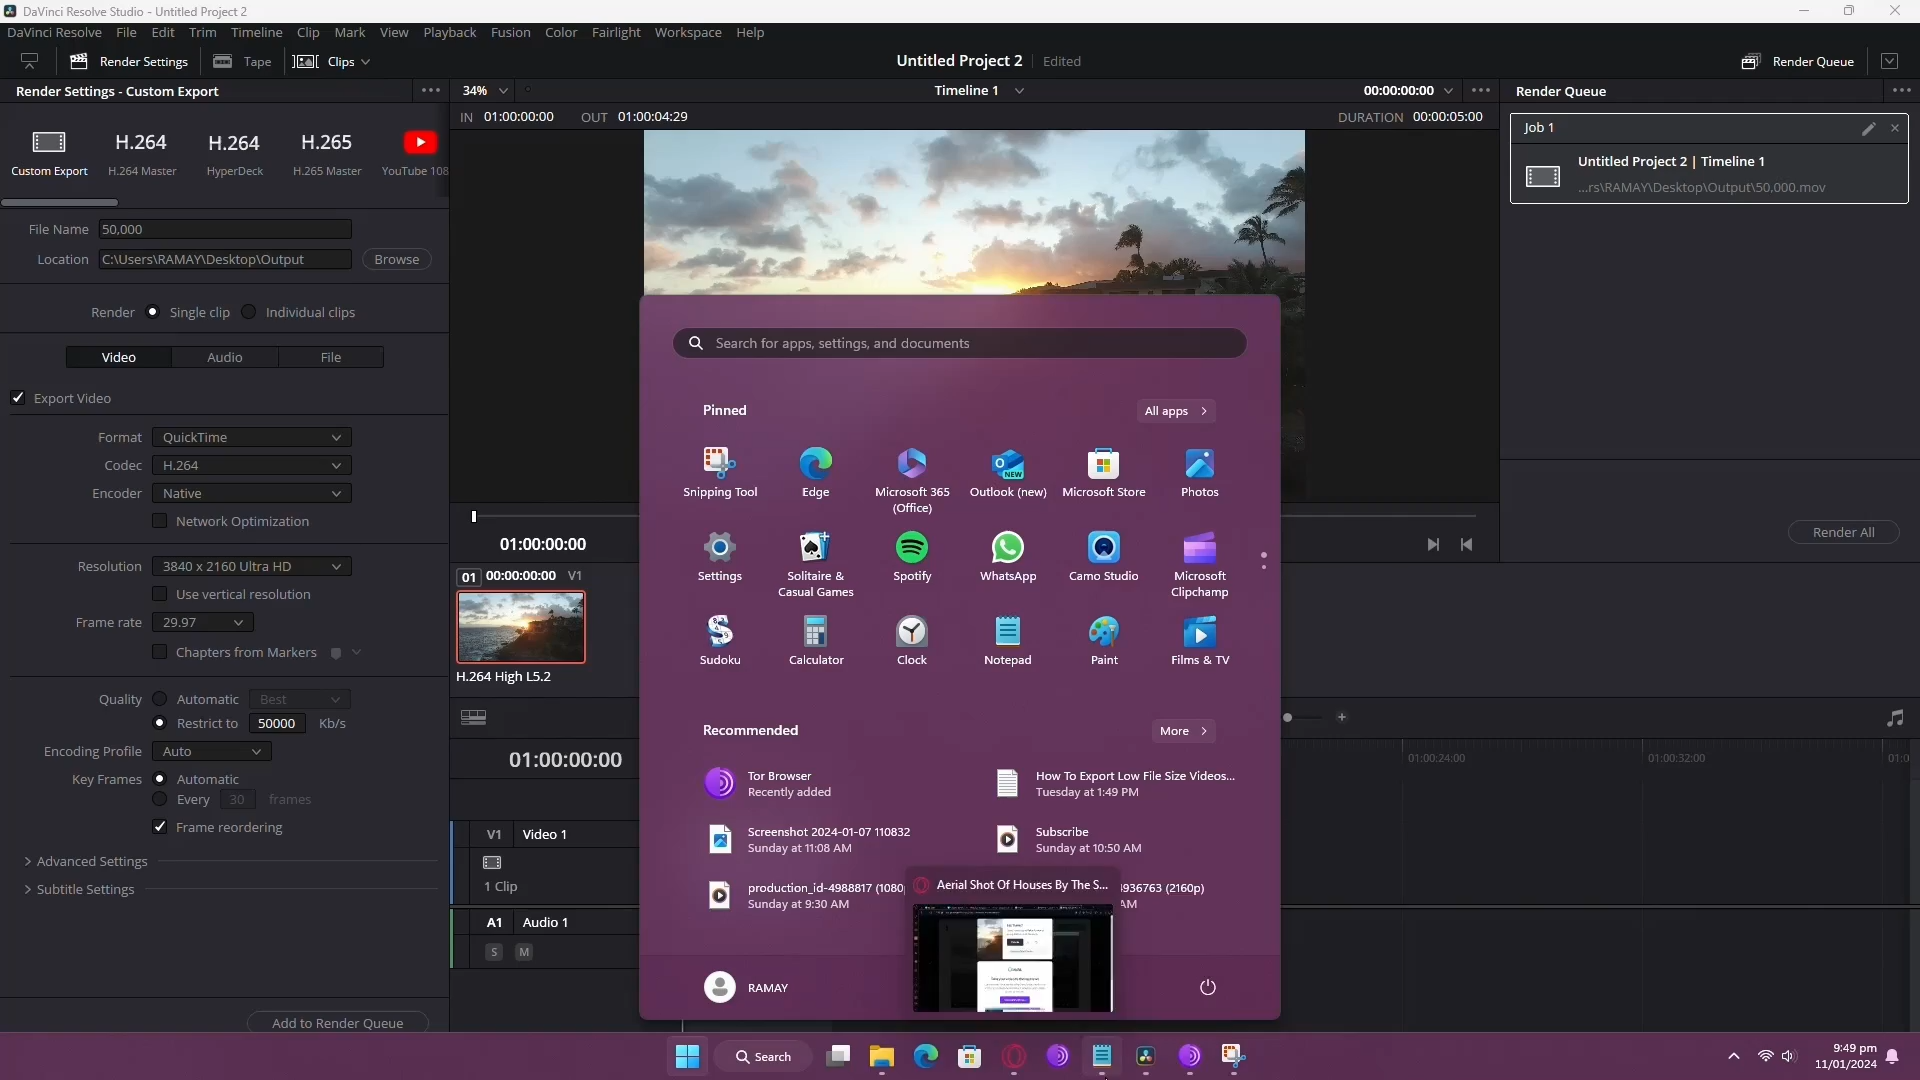 DaVinci Resolve Studio - Untitled Project 2
DaVinci Resolve File Edit Trim Timeline Clip Mark View Playback Fusion Color Fairlight Workspace Help
Render Settings Tape Clips
Untitled Project 2 Edited
Render Queue
Render Settings - Custom Export
34%
Timeline 1
00:00:00:00
Render Queue
IN 01:00:00:00 OUT 01:00:04:29
DURATION 00:00:05:00
H.264 H.264 H.265
Custom Export H.264 Master HyperDeck H.265 Master YouTube 108
Job 1
Untitled Project 2 | Timeline 1
...rs\RAMAY\Desktop\Output\50,000.mov
File Name 50,000
Location C:\Users\RAMAY\Desktop\Output Browse
Render Single clip Individual clips
Video Audio File
Export Video
Format QuickTime
Codec H.264
Encoder Native
Network Optimization
Resolution 3840 x 2160 Ultra HD
Use vertical resolution
Frame rate 29.97
Chapters from Markers
Quality Automatic Best
Restrict to 50000 Kb/s
Encoding Profile Auto
Key Frames Automatic
Every 30 frames
Frame reordering
Advanced Settings
Subtitle Settings
Add to Render Queue
01:00:00:00
01 00:00:00:00 V1
H.264 High L5.2
01:00:00:00
V1 Video 1
1 Clip
A1 Audio 1
S M
Search for apps, settings, and documents
Pinned
All apps
Snipping Tool Edge Microsoft 365 (Office) Outlook (new) Microsoft Store Photos
NEW
Settings Solitaire & Casual Games Spotify WhatsApp Camo Studio Microsoft Clipchamp
Sudoku Calculator Clock Notepad Paint Films & TV
Recommended
More
Tor Browser
Recently added
How To Export Low File Size Videos...
Tuesday at 1:49 PM
Screenshot 2024-01-07 110832
Sunday at 11:08 AM
Subscribe
Sunday at 10:50 AM
production_id-4988817 (1080
Sunday at 9:30 AM
Aerial Shot Of Houses By The S...
4936763 (2160p)
AM
RAMAY
Render All
01:00:24:00 01:00:32:00 01:0
Search
9:49 pm
11/01/2024